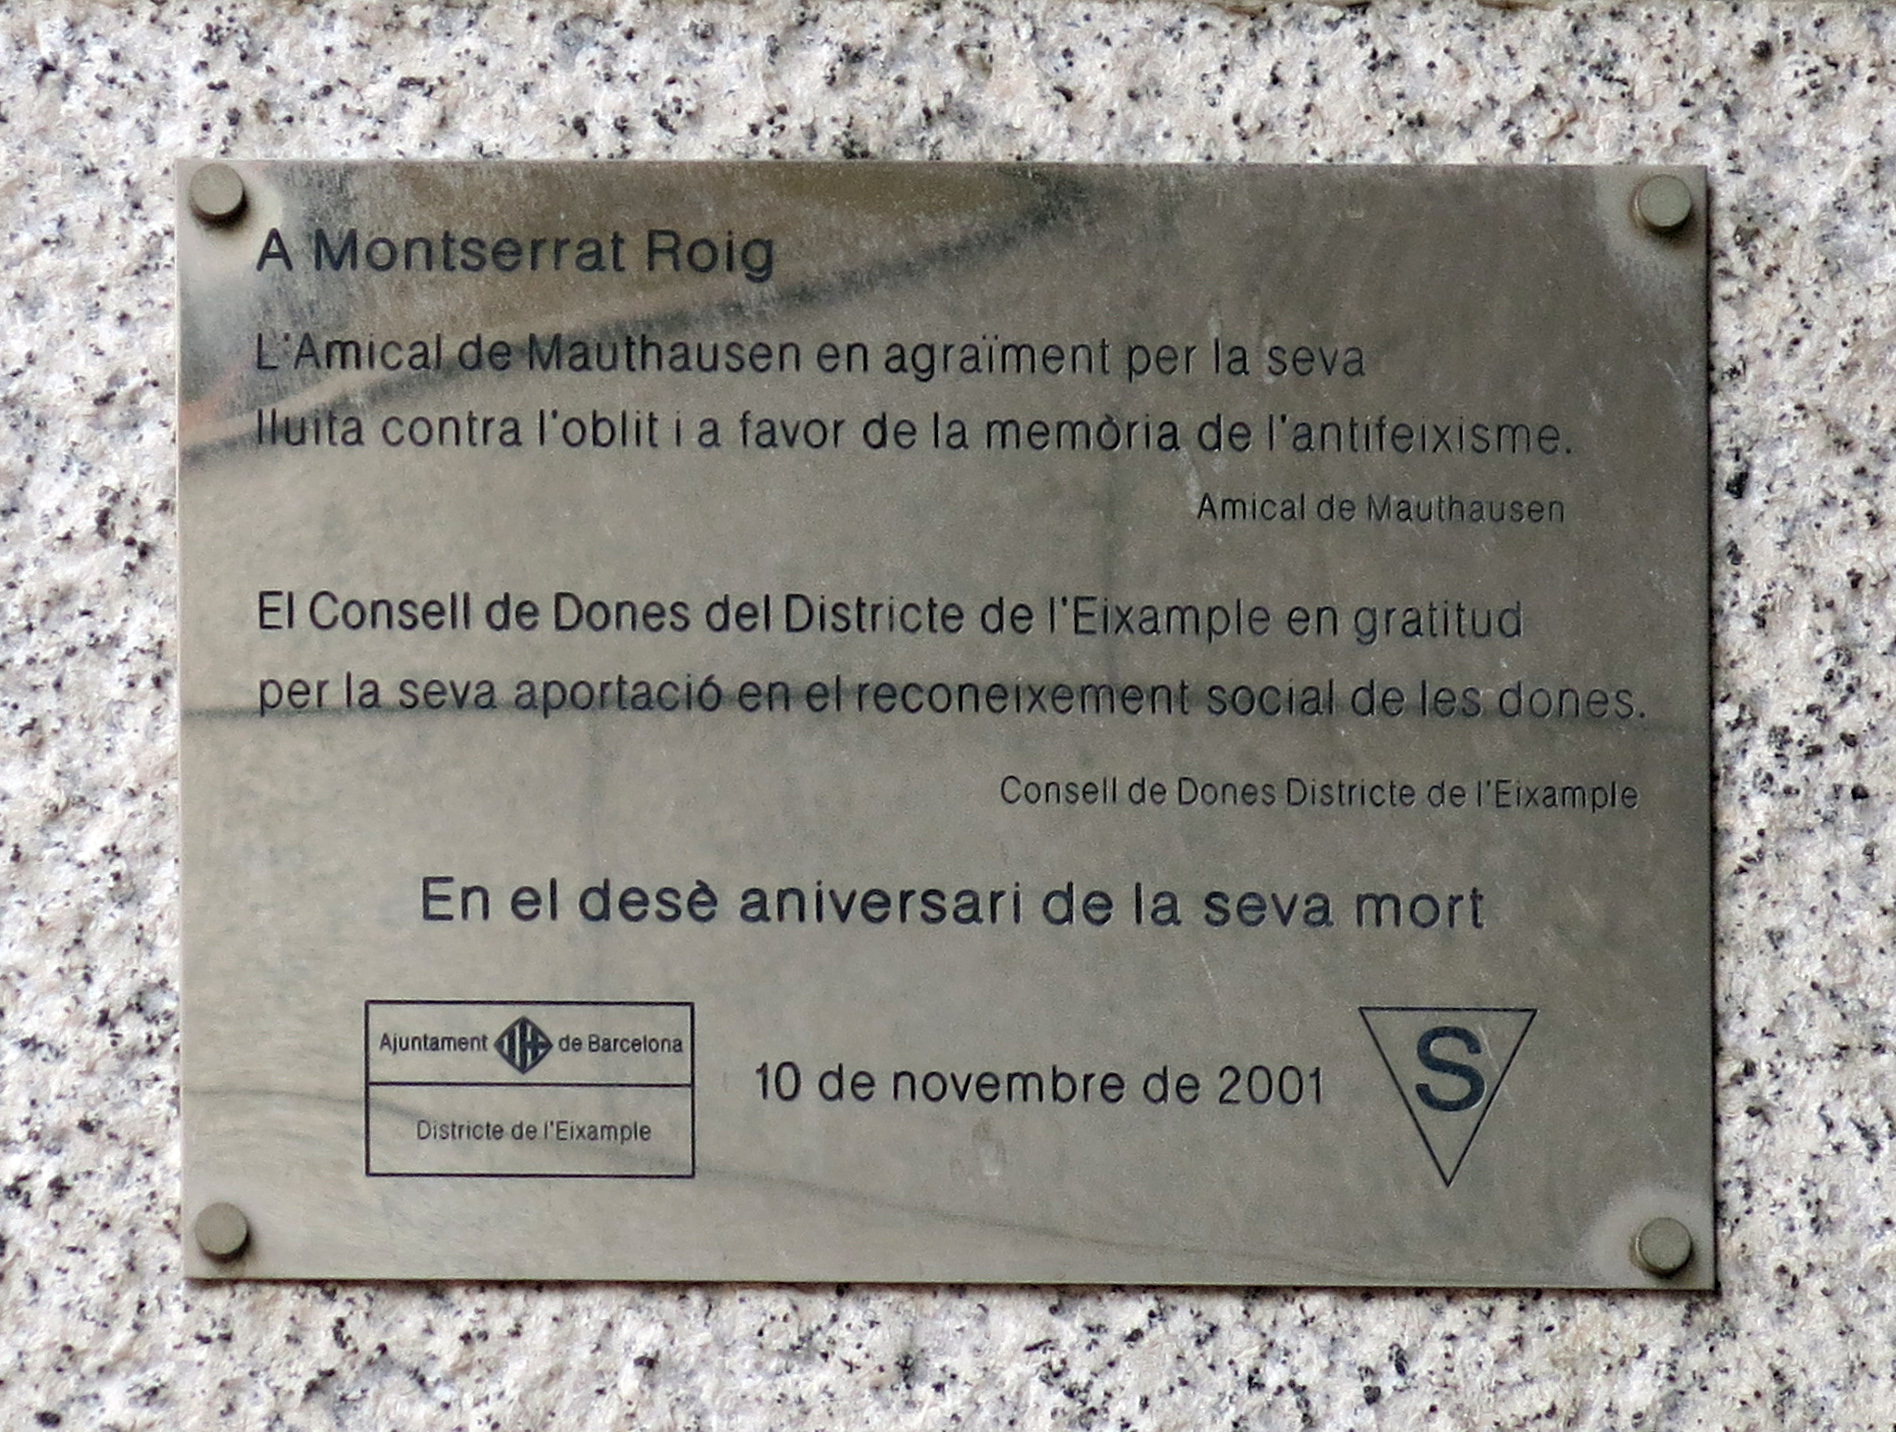 A Montserrat Roig
L'Amical de Mauthausen en agraïment per la seva
lluita contra l'oblit i a favor de la memòria de l'antifeixisme.
Amical de Mauthausen
El Consell de Dones del Districte de l'Eixample en gratitud
per la seva aportació en el reconeixement social de les dones.
Consell de Dones Districte de l'Eixample
En el desè aniversari de la seva mort
Ajuntament de Barcelona
Districte de l'Eixample
10 de novembre de 2001
S